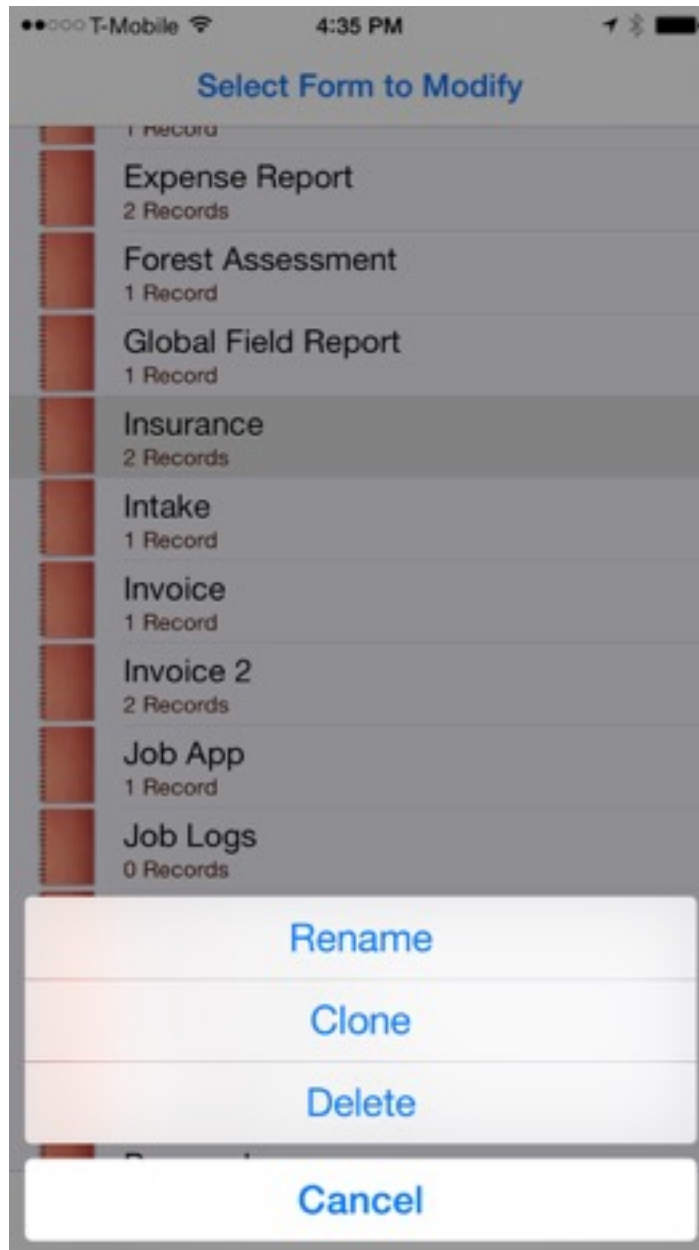 T-Mobile 4:35 PM
Select Form to Modify
1 Record
Expense Report
2 Records
Forest Assessment
1 Record
Global Field Report
1 Record
Insurance
2 Records
Intake
1 Record
Invoice
1 Record
Invoice 2
2 Records
Job App
1 Record
Job Logs
0 Records
Rename
Clone
Delete
Cancel